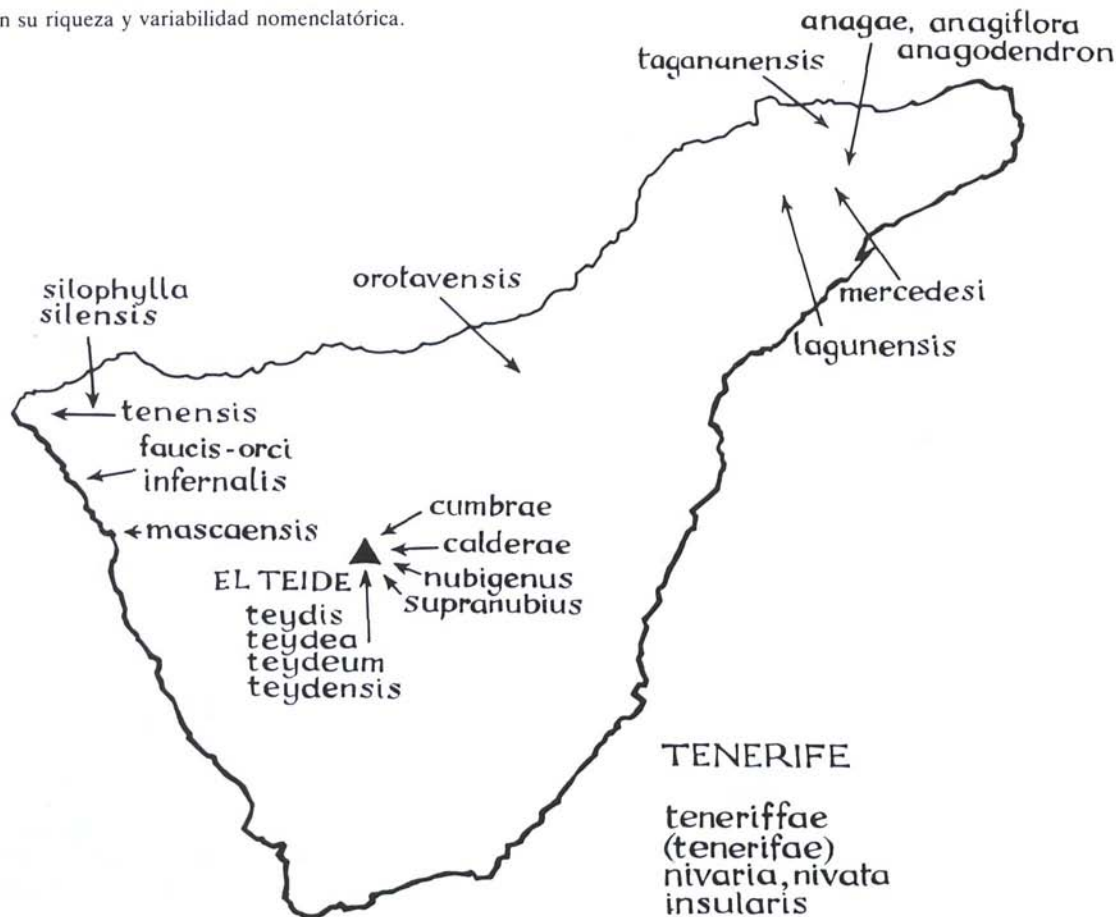 n su riqueza y variabilidad nomenclatórica.
anagae, anagiflora
anagodendron
tagananensis
orotavensis
silophylla
silensis
mercedesi
lagunensis
tenensis
faucis-orci
infernalis
mascaensis
cumbrae
calderae
nubigenus
supranubius
EL TEIDE
teydis
teydea
teydeum
teydensis
TENERIFE
teneriffae
(tenerifae)
nivaria, nivata
insularis